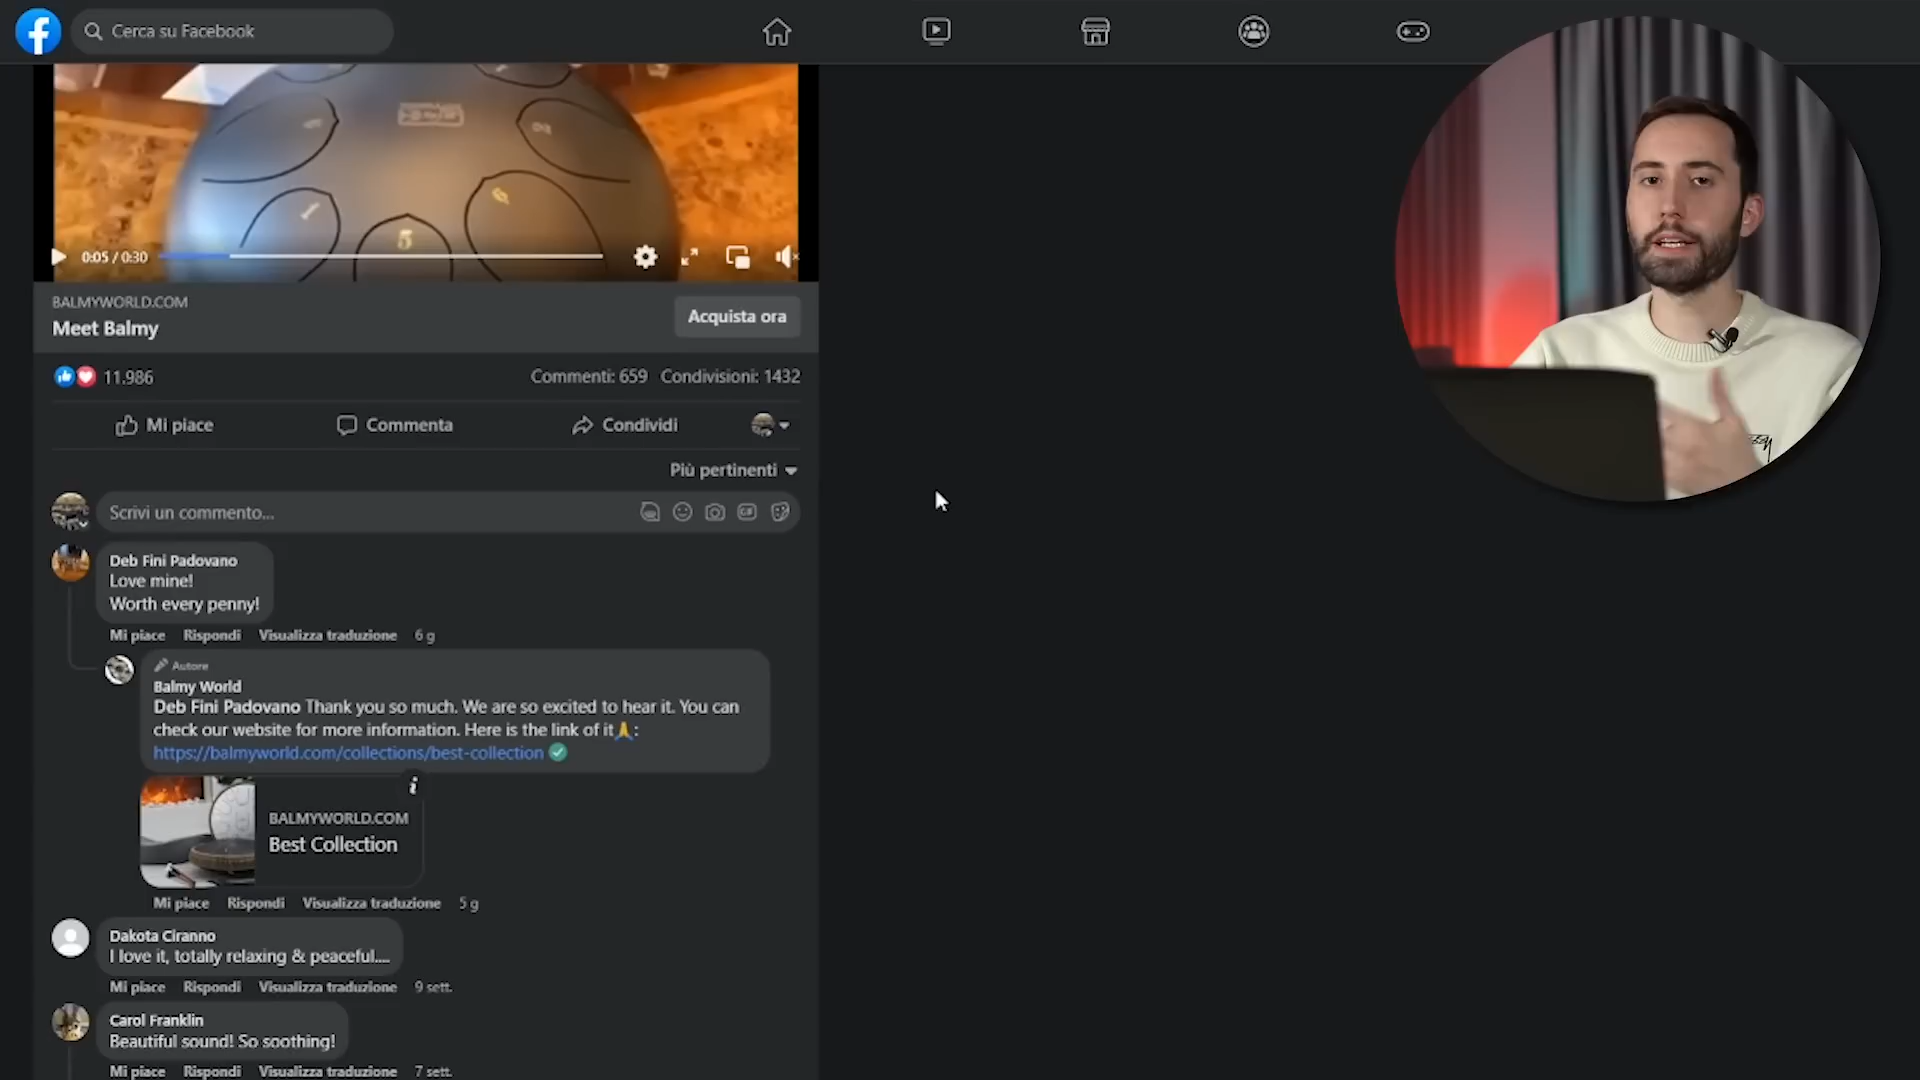 Cerca su Facebook
5
6
0:05 / 0:30
BALMYWORLD.COM
Meet Balmy
Acquista ora
11.986
Commenti: 659 Condivisioni: 1432
Mi piace
Commenta
Condividi
Più pertinenti
Scrivi un commento...
GIF
Deb Fini Padovano
Love mine!
Worth every penny!
Mi piace Rispondi Visualizza traduzione 6 g
Autore
Balmy World
Deb Fini Padovano Thank you so much. We are so excited to hear it. You can
check our website for more information. Here is the link of it🙏:
https://balmyworld.com/collections/best-collection
BALMYWORLD.COM
Best Collection
Mi piace Rispondi Visualizza traduzione 5 g
Dakota Ciranno
I love it, totally relaxing & peaceful....
Mi piace Rispondi Visualizza traduzione 9 sett.
Carol Franklin
Beautiful sound! So soothing!
Mi piace Rispondi Visualizza traduzione 7 sett.